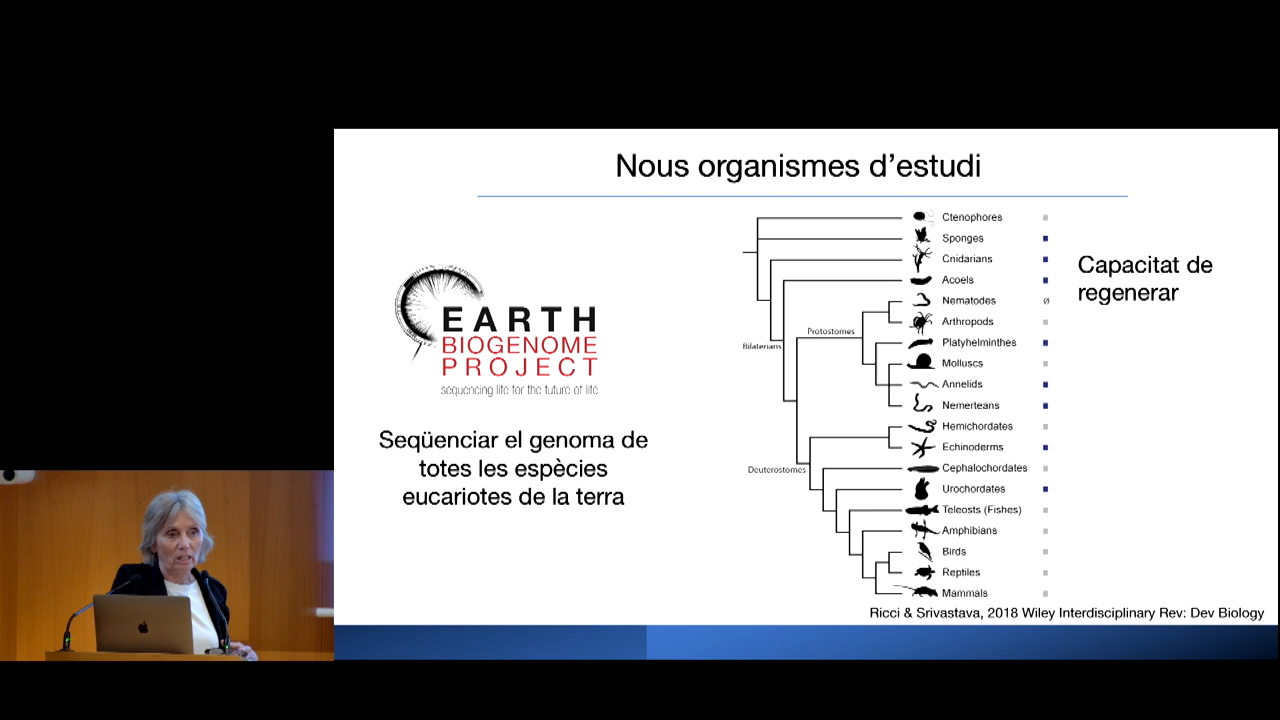 Nous organismes d’estudi
EARTH
BIOGENOME
PROJECT
sequencing life for the future of life
Seqüenciar el genoma de
totes les espècies
eucariotes de la terra
Ctenophores
Sponges
Cnidarians
Acoels
Nematodes
Ø
Arthropods
Protostomes
Platyhelminthes
Bilaterians
Molluscs
Annelids
Nemerteans
Hemichordates
Echinoderms
Cephalochordates
Deuterostomes
Urochordates
Teleosts (Fishes)
Amphibians
Birds
Reptiles
Mammals
Capacitat de
regenerar
Ricci & Srivastava, 2018 Wiley Interdisciplinary Rev: Dev Biology